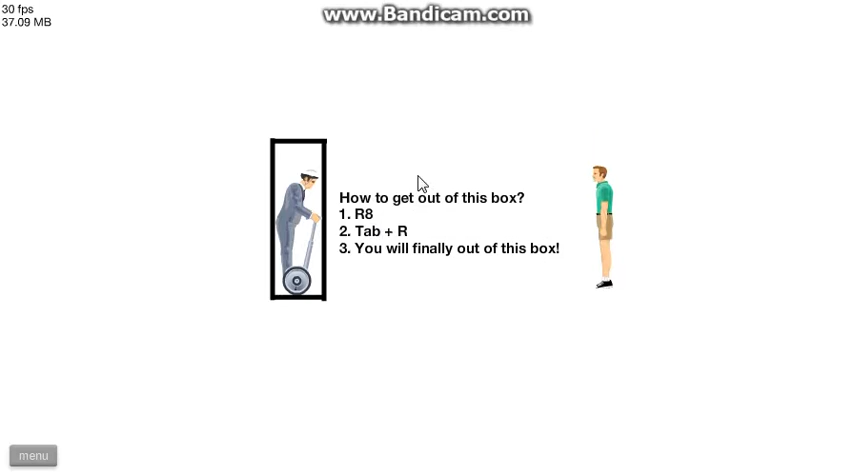 30 fps
www.Bandicam.com
37.09 MB
How to get out of this box?
1. R8
2. Tab + R
3. You will finally out of this box!
menu